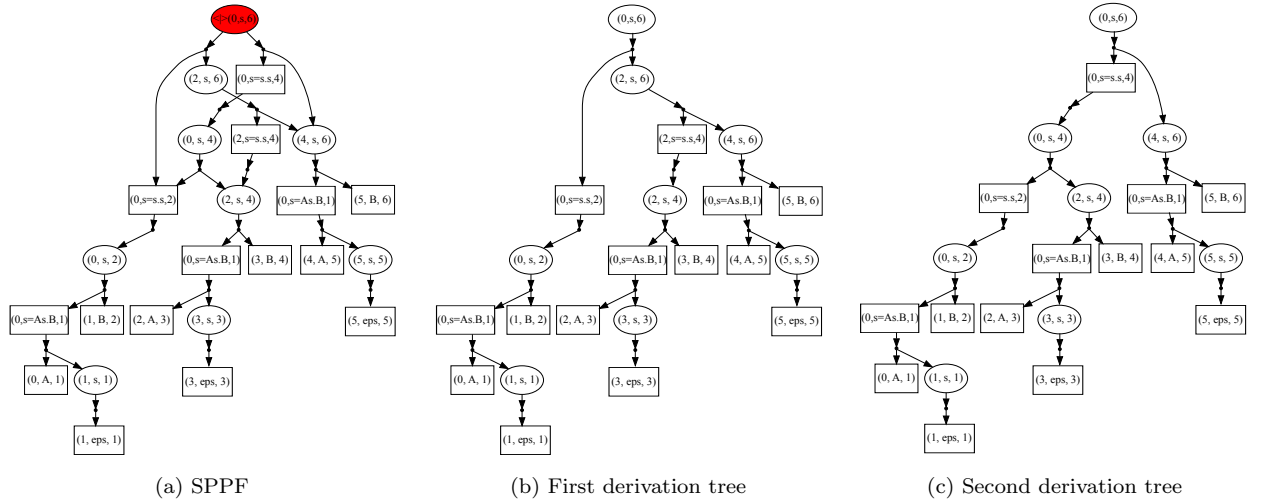 <|>(0,s,6)
(2, s, 6)
(0,s=s.s,4)
(0, s, 4)
(2,s=s.s,4)
(4, s, 6)
(0,s=s.s,2)
(2, s, 4)
(0,s=As.B,1)
(5, B, 6)
(0, s, 2)
(0,s=As.B,1)
(3, B, 4)
(4, A, 5)
(5, s, 5)
(0,s=As.B,1)
(1, B, 2)
(2, A, 3)
(3, s, 3)
(5, eps, 5)
(0, A, 1)
(1, s, 1)
(3, eps, 3)
(1, eps, 1)
(a) SPPF
(0,s,6)
(2, s, 6)
(2,s=s.s,4)
(4, s, 6)
(0,s=s.s,2)
(2, s, 4)
(0,s=As.B,1)
(5, B, 6)
(0, s, 2)
(0,s=As.B,1)
(3, B, 4)
(4, A, 5)
(5, s, 5)
(0,s=As.B,1)
(1, B, 2)
(2, A, 3)
(3, s, 3)
(5, eps, 5)
(0, A, 1)
(1, s, 1)
(3, eps, 3)
(1, eps, 1)
(b) First derivation tree
(0,s,6)
(0,s=s.s,4)
(0, s, 4)
(4, s, 6)
(0,s=s.s,2)
(2, s, 4)
(0,s=As.B,1)
(5, B, 6)
(0, s, 2)
(0,s=As.B,1)
(3, B, 4)
(4, A, 5)
(5, s, 5)
(0,s=As.B,1)
(1, B, 2)
(2, A, 3)
(3, s, 3)
(5, eps, 5)
(0, A, 1)
(1, s, 1)
(3, eps, 3)
(1, eps, 1)
(c) Second derivation tree